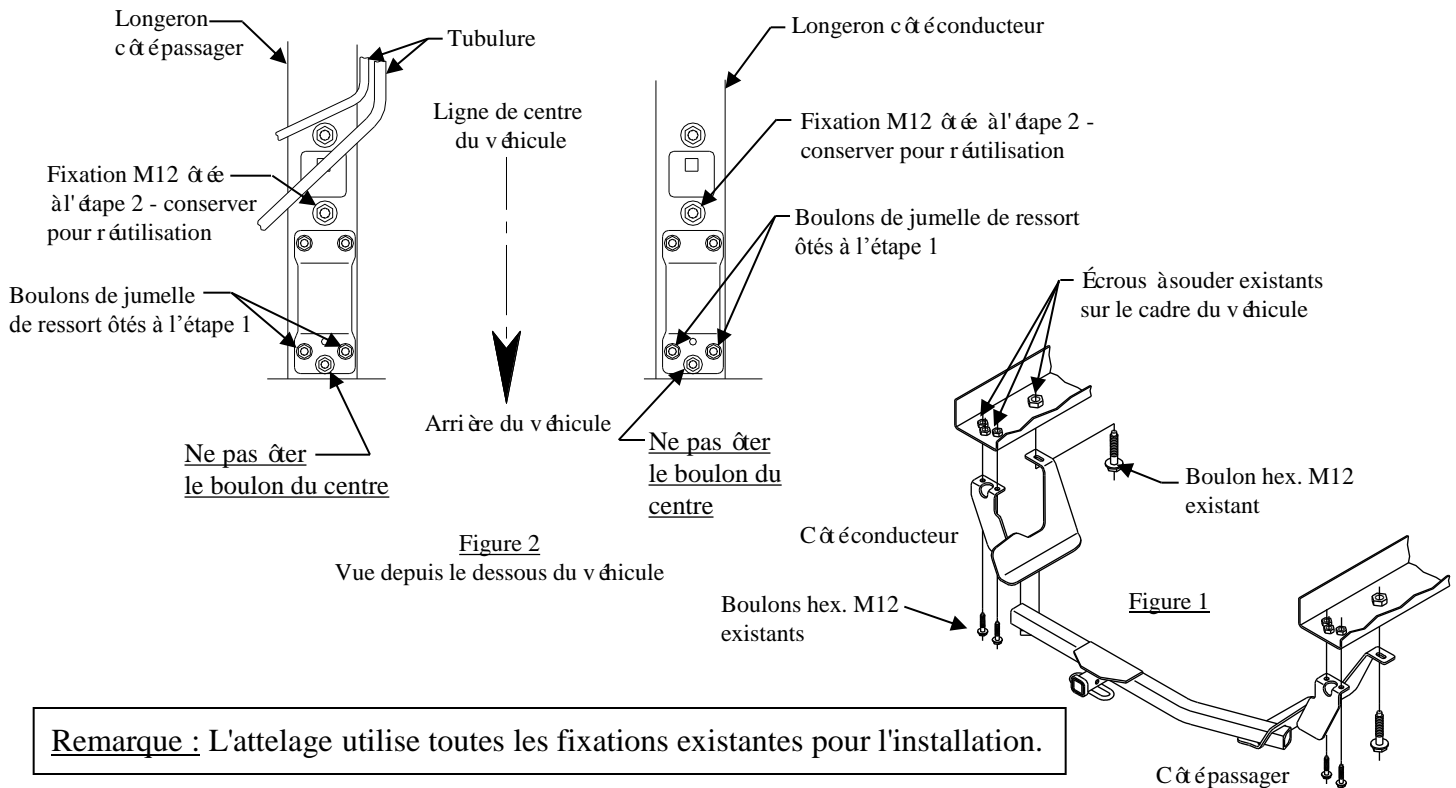 Longeron
côté passager
Tubulure
Longeron côté conducteur
Ligne de centre
du véhicule
Fixation M12 ôtée à l'étape 2 -
conserver pour réutilisation
Fixation M12 ôtée
à l'étape 2 - conserver
pour réutilisation
Boulons de jumelle de ressort
ôtés à l’étape 1
Boulons de jumelle
de ressort ôtés à l’étape 1
Écrous à souder existants
sur le cadre du véhicule
Arrière du véhicule
Ne pas ôter
le boulon du centre
Ne pas ôter
le boulon du
centre
Boulon hex. M12
existant
Côté conducteur
Figure 2
Vue depuis le dessous du véhicule
Boulons hex. M12
existants
Figure 1
Remarque : L'attelage utilise toutes les fixations existantes pour l'installation.
Côté passager